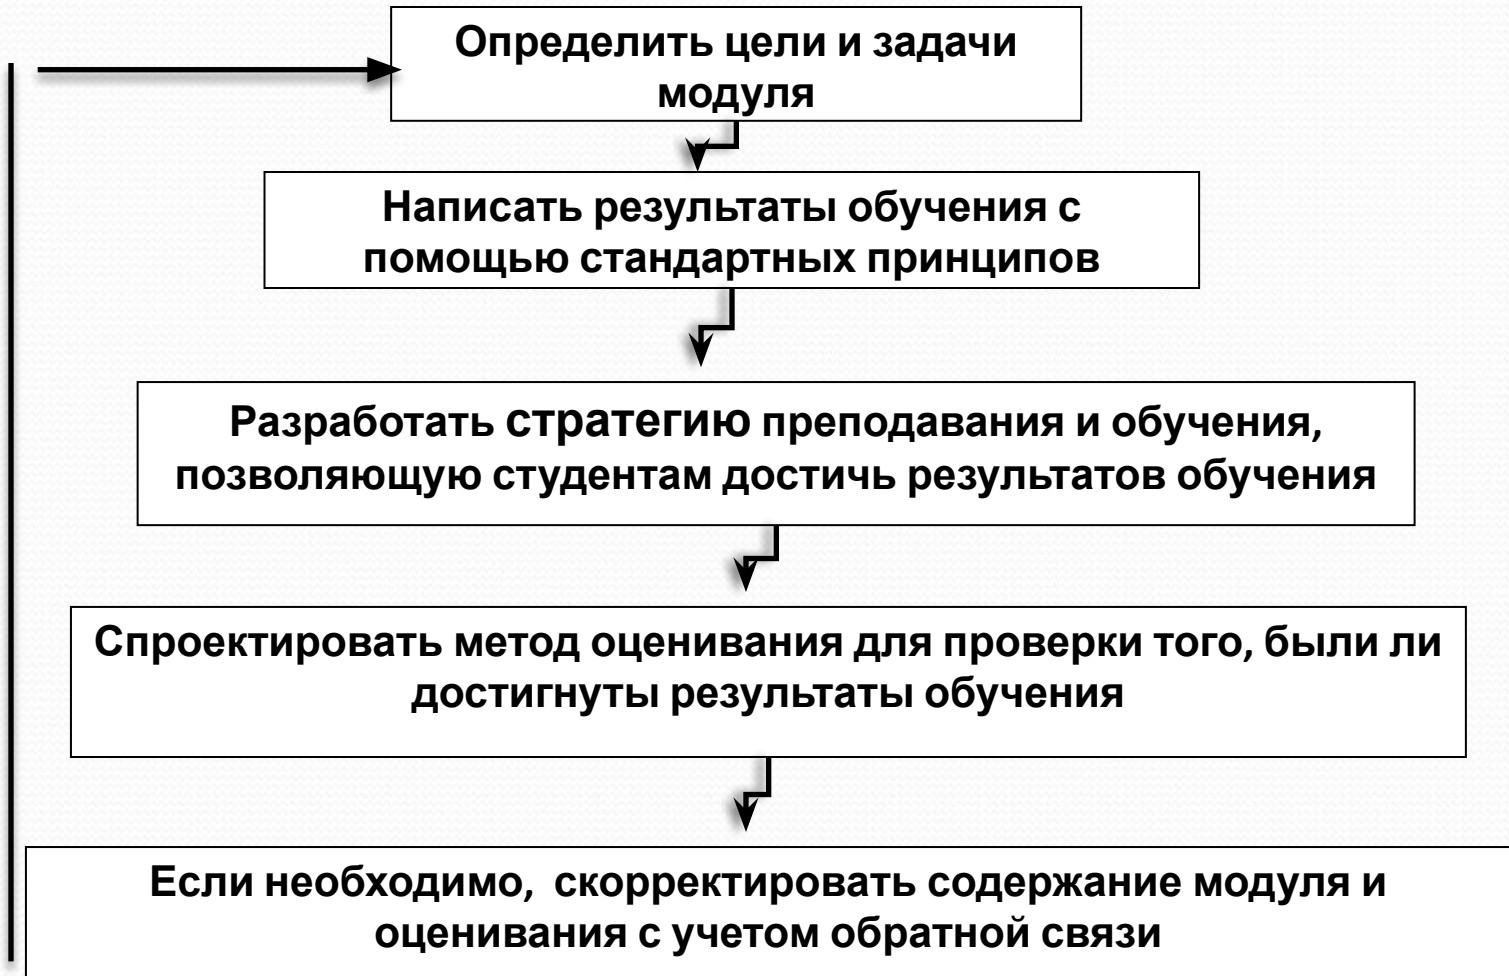 Определить цели и задачи
модуля
Написать результаты обучения с
помощью стандартных принципов
Разработать стратегию преподавания и обучения,
позволяющую студентам достичь результатов обучения
Спроектировать метод оценивания для проверки того, были ли
достигнуты результаты обучения
Если необходимо, скорректировать содержание модуля и
оценивания с учетом обратной связи